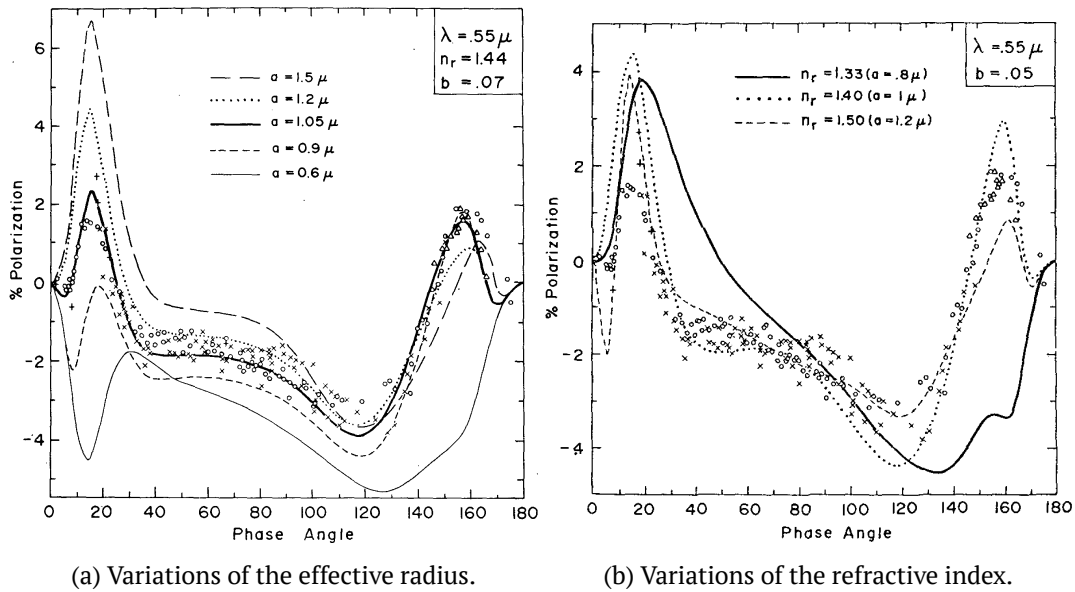 6
4
2
0
-2
-4
% Polarization
λ = .55 μ
n_r = 1.44
b = .07
a = 1.5 μ
a = 1.2 μ
a = 1.05 μ
a = 0.9 μ
a = 0.6 μ
0 20 40 60 80 100 120 140 160 180
Phase Angle
(a) Variations of the effective radius.
4
2
0
-2
-4
% Polarization
λ = .55 μ
b = .05
n_r = 1.33 (a = .8 μ)
n_r = 1.40 (a = 1 μ)
n_r = 1.50 (a = 1.2 μ)
0 20 40 60 80 100 120 140 160 180
Phase Angle
(b) Variations of the refractive index.